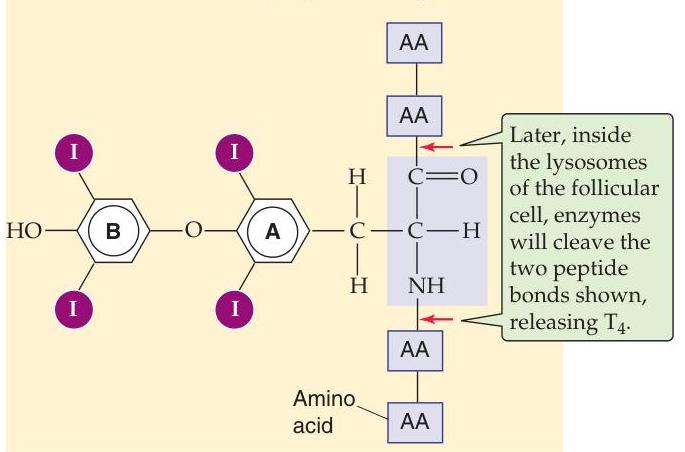 AA
AA
Later, inside
the lysosomes
of the follicular
cell, enzymes
will cleave the
two peptide
bonds shown,
releasing T₄.
I
I
H
C=O
HO
B
O
A
C
C
H
H
NH
I
I
AA
Amino
acid
AA